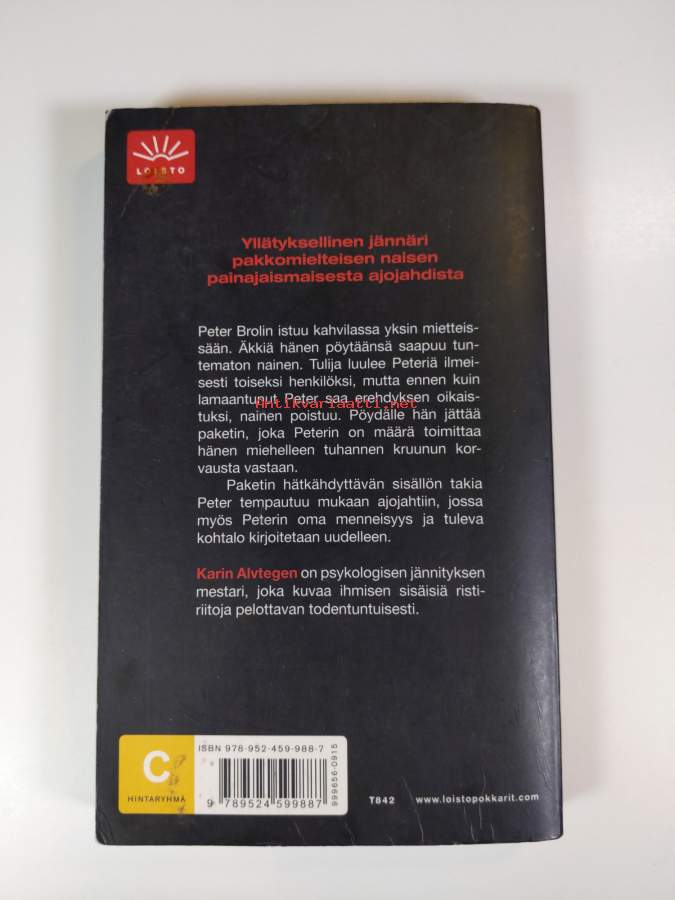 LOISTO
Yllätyksellinen jännäri
pakkomielteisen naisen
painajaismaisesta ajojahdista
Peter Brolin istuu kahvilassa yksin mietteis-
sään. Äkkiä hänen pöytäänsä saapuu tun-
tematon nainen. Tulija luulee Peteriä ilmei-
sesti toiseksi henkilöksi, mutta ennen kuin
lamaantunut Peter saa erehdyksen oikais-
Antikvariaatti.net
tuksi, nainen poistuu. Pöydälle hän jättää
paketin, joka Peterin on määrä toimittaa
hänen miehelleen tuhannen kruunun kor-
vausta vastaan.
Paketin hätkähdyttävän sisällön takia
Peter tempautuu mukaan ajojahtiin, jossa
myös Peterin oma menneisyys ja tuleva
kohtalo kirjoitetaan uudelleen.
Karin Alvtegen on psykologisen jännityksen
mestari, joka kuvaa ihmisen sisäisiä risti-
riitoja pelottavan todentuntuisesti.
C
HINTARYHMÄ
ISBN 978-952-459-988-7
9 789524 599887
999656-0915
T842 www.loistopokkarit.com